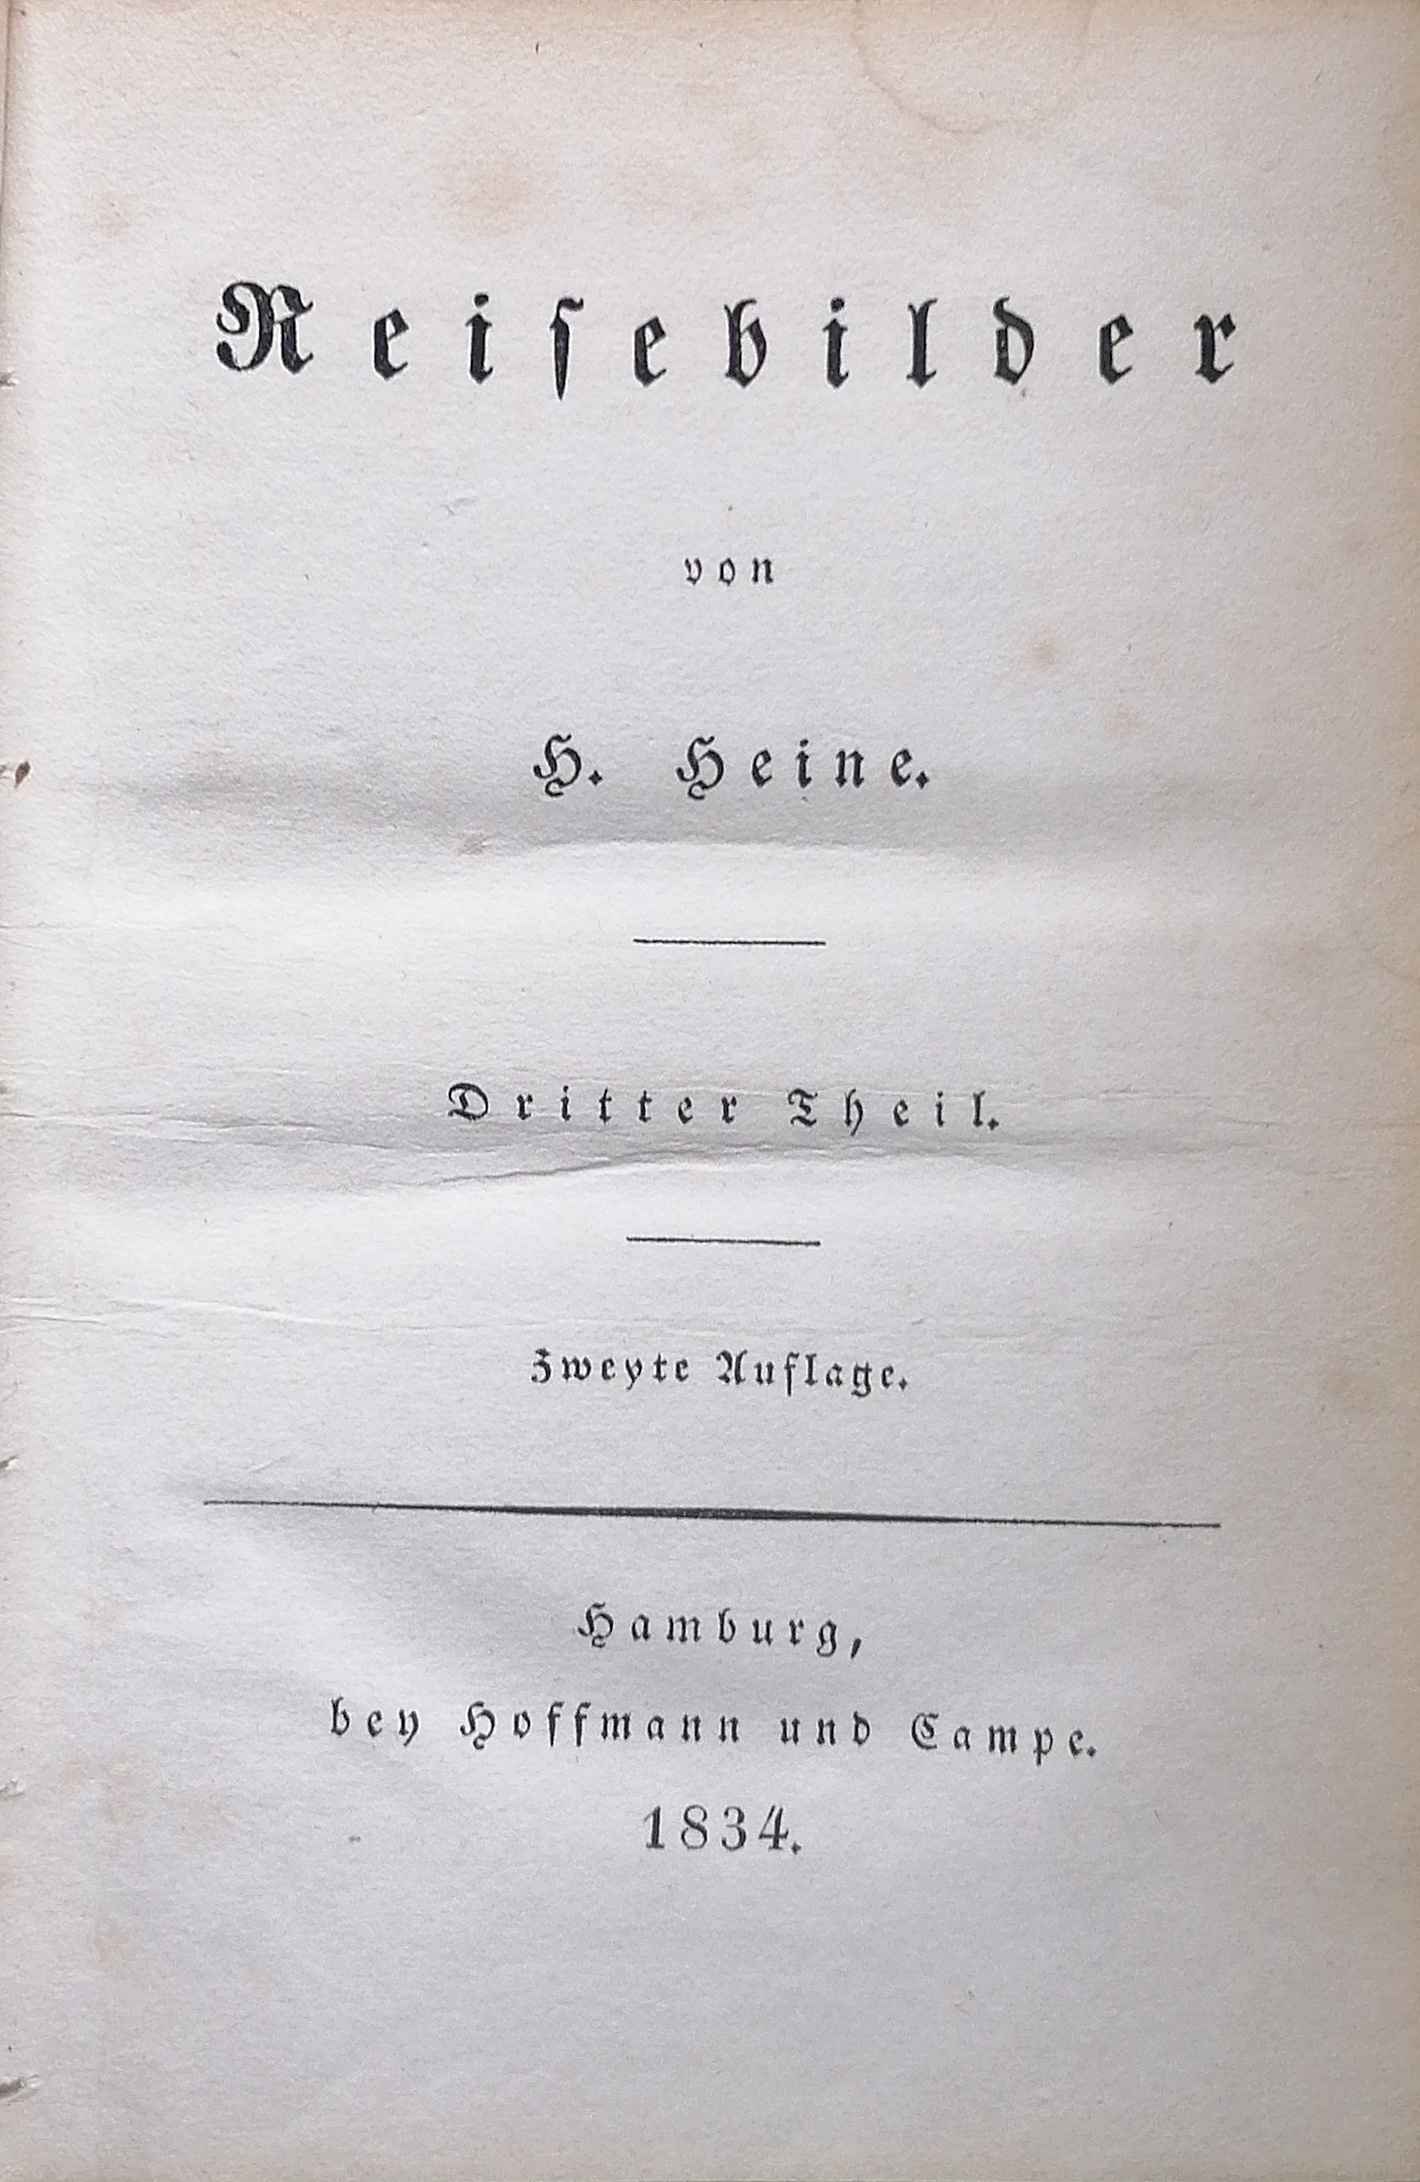 Reiſebilder
von
H. Heine.
Dritter Theil.
Zweyte Auflage.
Hamburg,
bey Hoffmann und Campe.
1834.